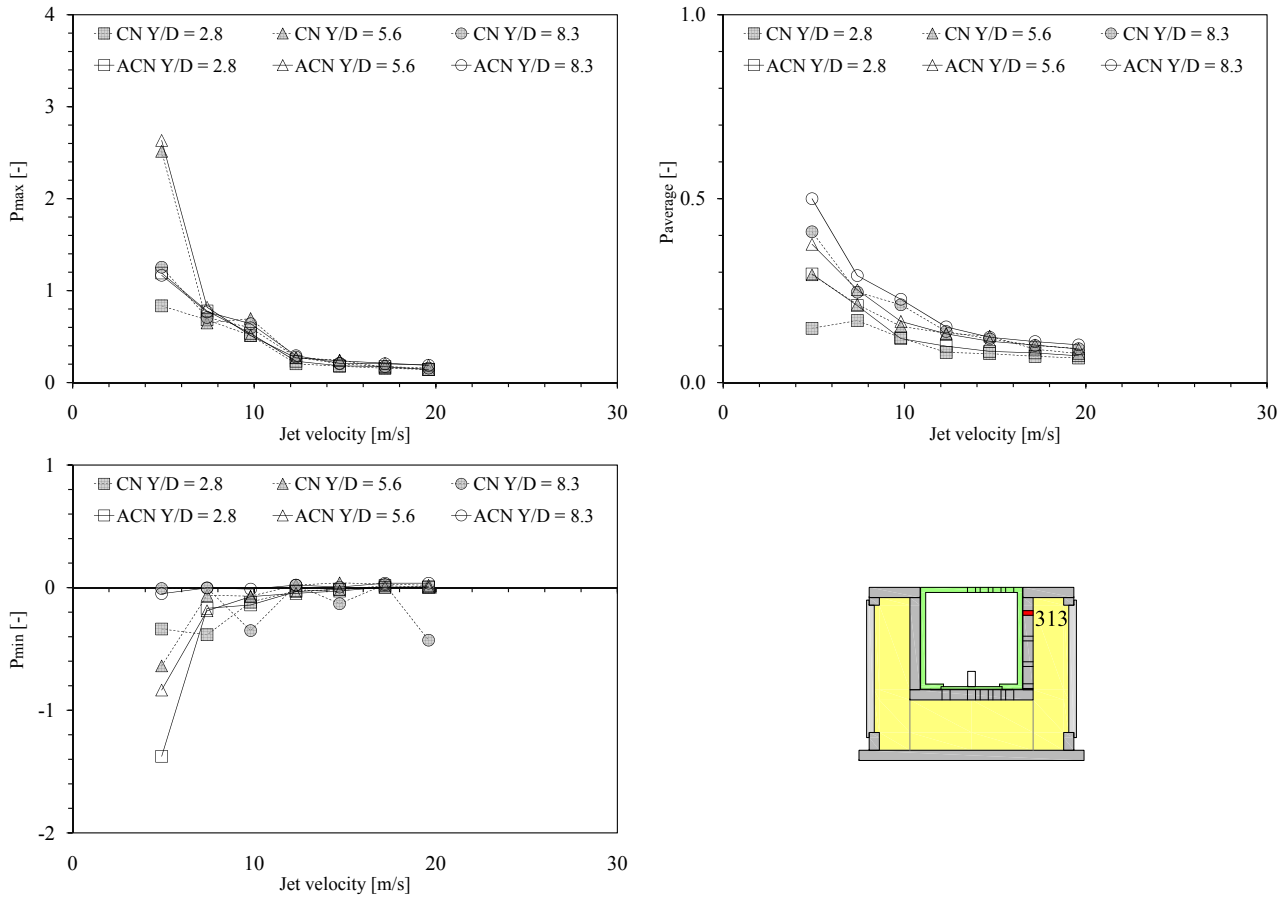 4
CN Y/D = 2.8 CN Y/D = 5.6 CN Y/D = 8.3
ACN Y/D = 2.8 ACN Y/D = 5.6 ACN Y/D = 8.3
3
2
1
0
Pmax [-]
0 10 20 30
Jet velocity [m/s]
1.0
CN Y/D = 2.8 CN Y/D = 5.6 CN Y/D = 8.3
ACN Y/D = 2.8 ACN Y/D = 5.6 ACN Y/D = 8.3
0.5
0.0
Paverage [-]
0 10 20 30
Jet velocity [m/s]
1
CN Y/D = 2.8 CN Y/D = 5.6 CN Y/D = 8.3
ACN Y/D = 2.8 ACN Y/D = 5.6 ACN Y/D = 8.3
0
-1
-2
Pmin [-]
0 10 20 30
Jet velocity [m/s]
313